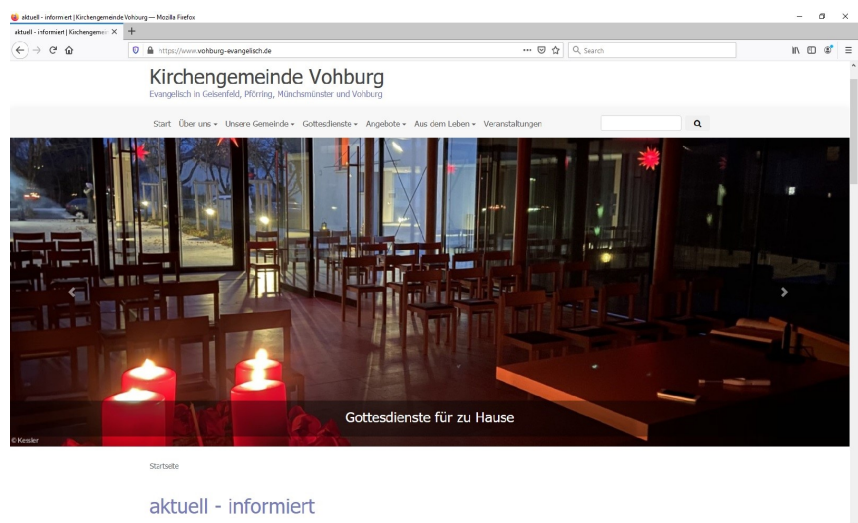 aktuell - informiert | Kirchengemeinde Vohburg — Mozilla Firefox
aktuell - informiert | Kirchengemein
https://www.vohburg-evangelisch.de
Search
Kirchengemeinde Vohburg
Evangelisch in Geisenfeld, Pförring, Münchsmünster und Vohburg
Start Über uns Unsere Gemeinde Gottesdienste Angebote Aus dem Leben Veranstaltungen
Gottesdienste für zu Hause
© Kessler
Startseite
aktuell - informiert